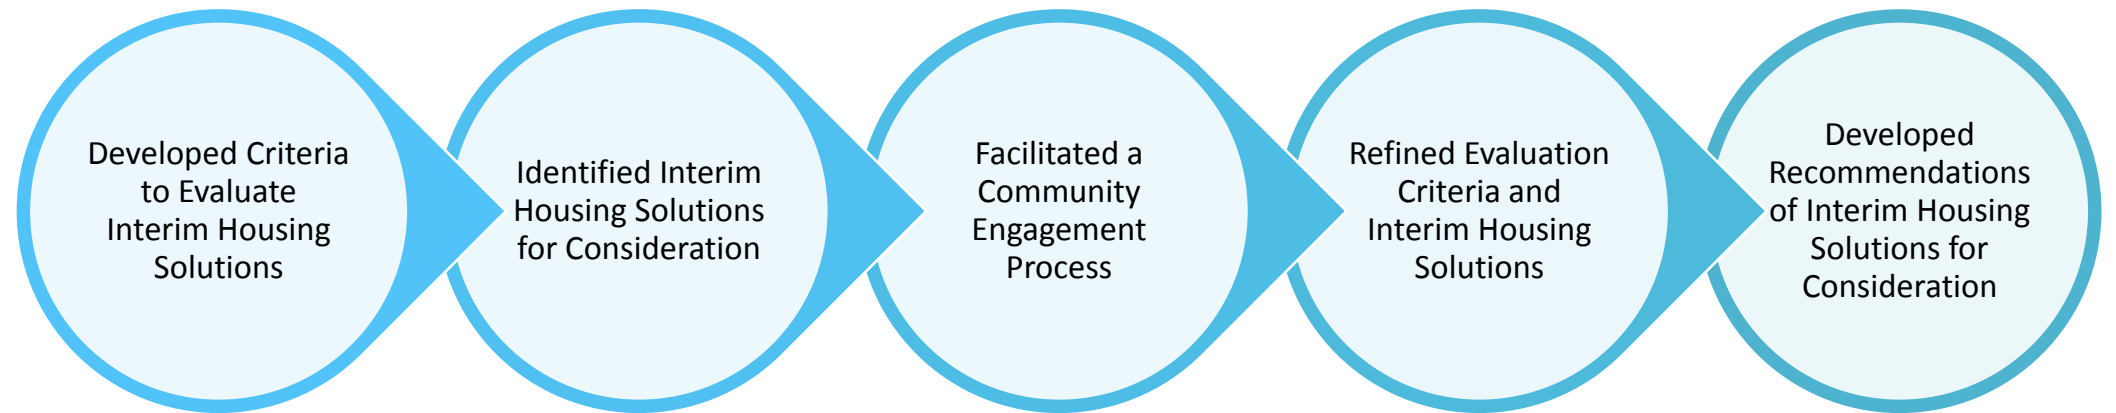 Developed Criteria
to Evaluate
Interim Housing
Solutions
Identified Interim
Housing Solutions
for Consideration
Facilitated a
Community
Engagement
Process
Refined Evaluation
Criteria and
Interim Housing
Solutions
Developed
Recommendations
of Interim Housing
Solutions for
Consideration